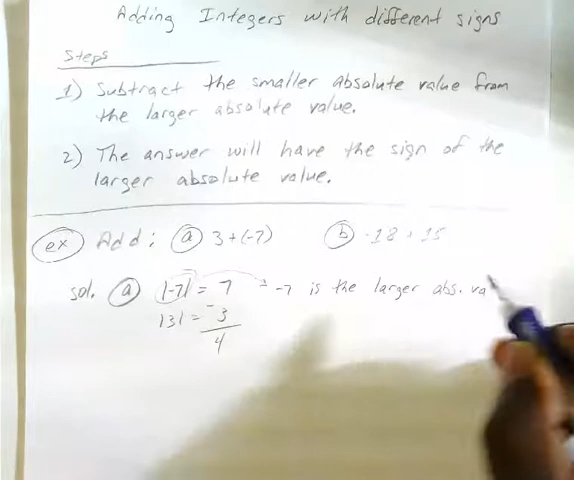 Adding Integers with different signs
Steps
1) Subtract the smaller absolute value from
the larger absolute value.
2) The answer will have the sign of the
larger absolute value.
ex Add: a 3+(-7) b -18+15
sol. a |-7| = 7 -7 is the larger abs. va
|3| = - 3
4